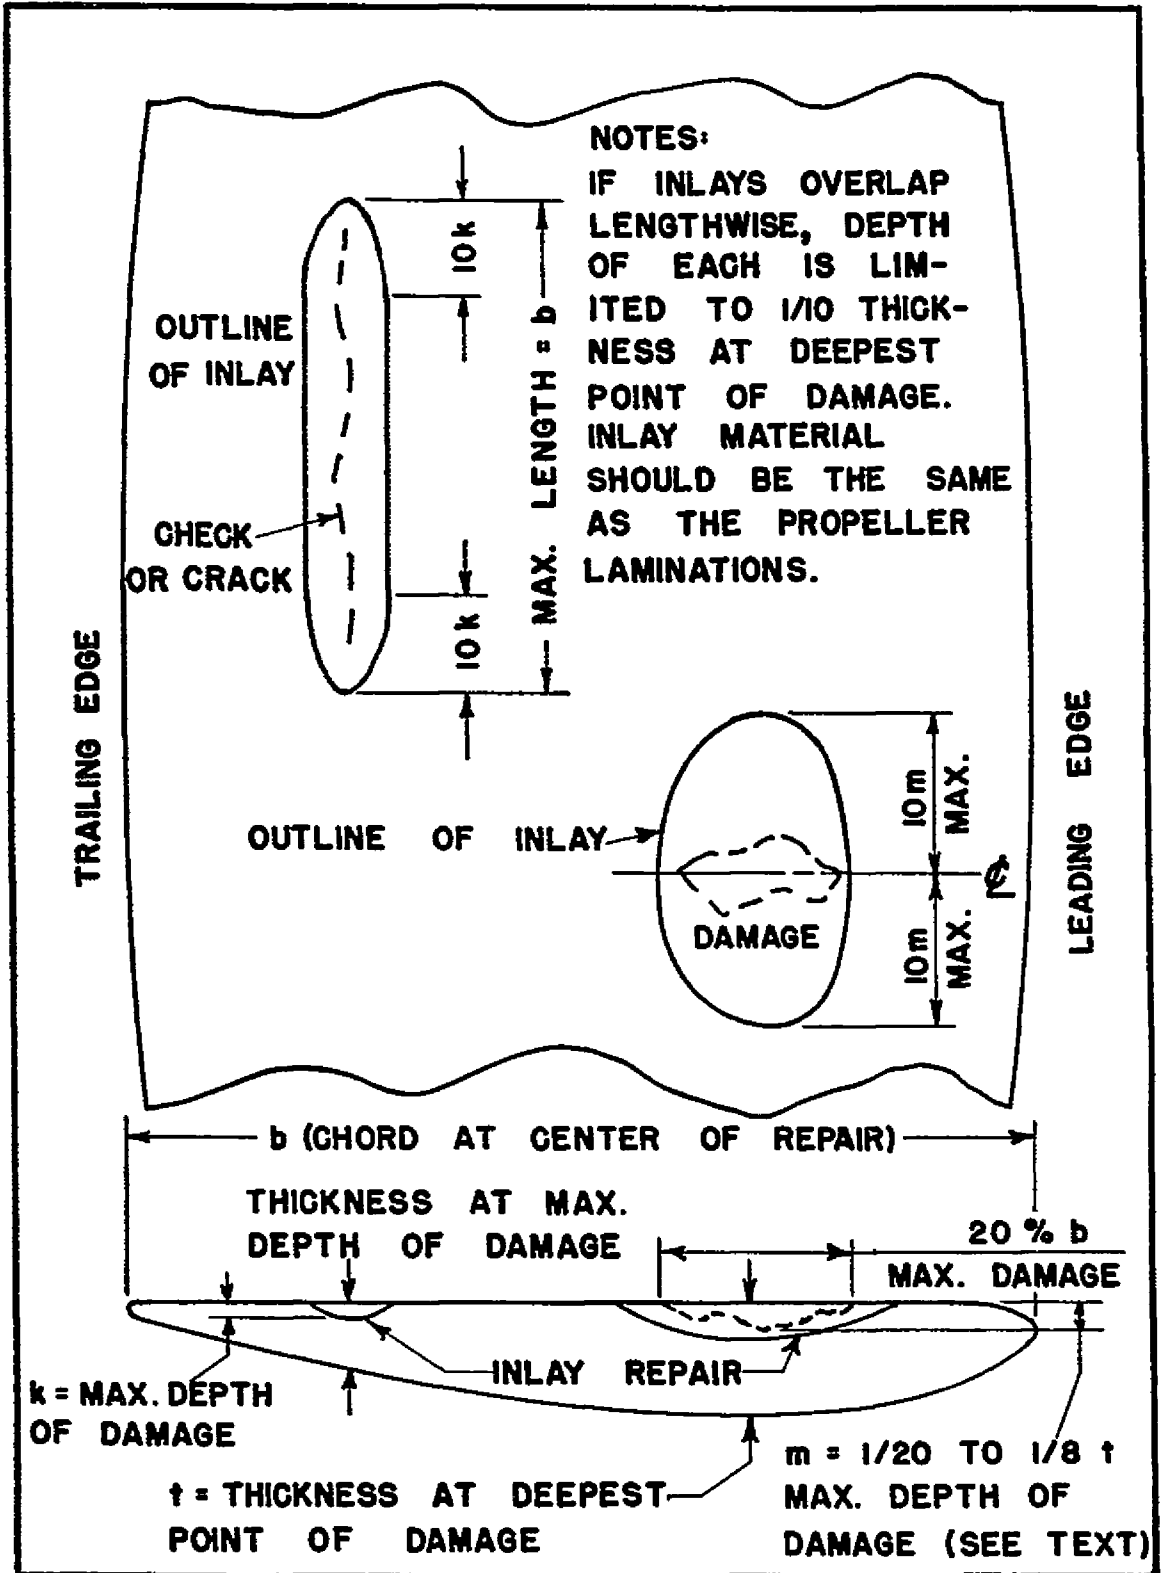 NOTES:
IF INLAYS OVERLAP
LENGTHWISE, DEPTH
OF EACH IS LIM-
ITED TO 1/10 THICK-
NESS AT DEEPEST
POINT OF DAMAGE.
INLAY MATERIAL
SHOULD BE THE SAME
AS THE PROPELLER
LAMINATIONS.
10k
MAX. LENGTH = b
OUTLINE
OF INLAY
CHECK
OR CRACK
10k
TRAILING EDGE
LEADING EDGE
OUTLINE OF INLAY
10m
MAX.
℄
DAMAGE
10m
MAX.
b (CHORD AT CENTER OF REPAIR)
THICKNESS AT MAX.
DEPTH OF DAMAGE
20 % b
MAX. DAMAGE
INLAY REPAIR
k = MAX. DEPTH
OF DAMAGE
t = THICKNESS AT DEEPEST
POINT OF DAMAGE
m = 1/20 TO 1/8 t
MAX. DEPTH OF
DAMAGE (SEE TEXT)